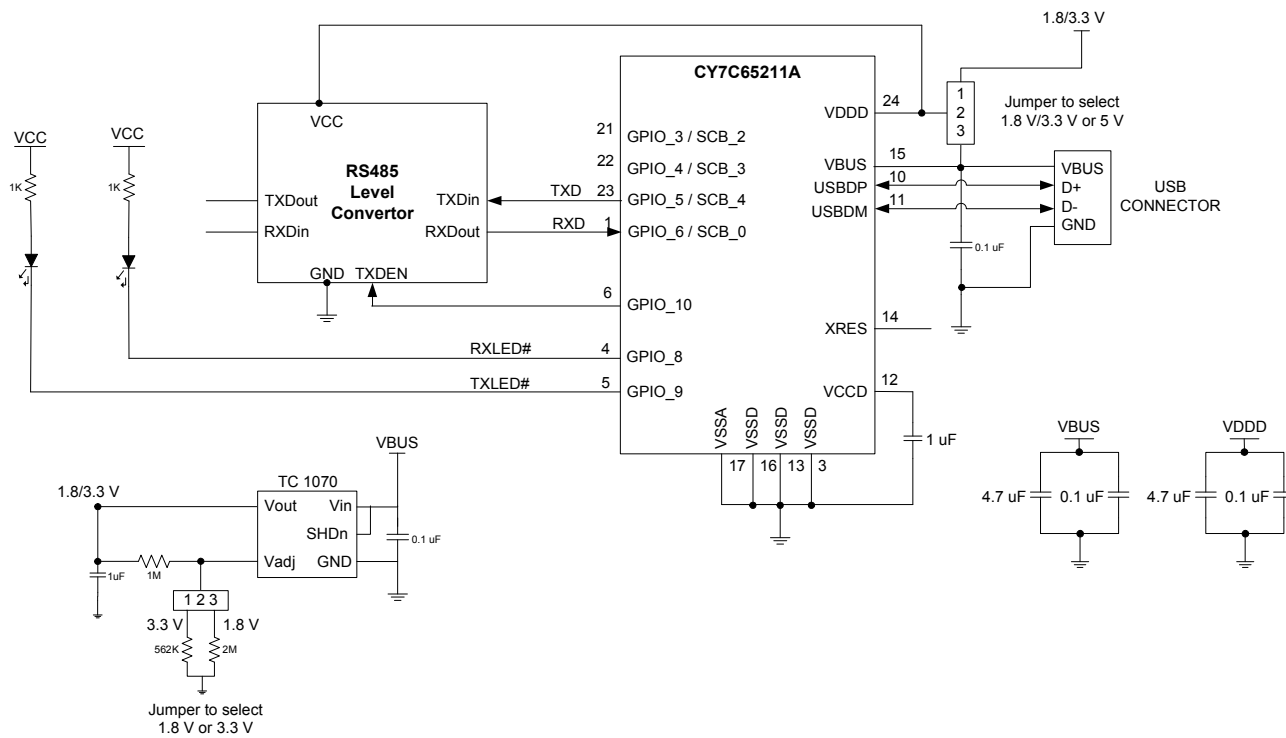 1.8/3.3 V
CY7C65211A
VCC
RS485
Level
Convertor
TXDout
RXDin
TXDin
RXDout
GND
TXDEN
TXD
RXD
VCC
1K
VCC
1K
21
GPIO_3 / SCB_2
22
GPIO_4 / SCB_3
23
GPIO_5 / SCB_4
1
GPIO_6 / SCB_0
6
GPIO_10
RXLED#
4
GPIO_8
TXLED#
5
GPIO_9
VDDD
24
1
2
3
Jumper to select
1.8 V/3.3 V or 5 V
VBUS
15
USBDP
10
USBDM
11
VBUS
D+
D-
GND
USB
CONNECTOR
0.1 uF
XRES
14
VCCD
12
1 uF
VSSA
VSSD
VSSD
VSSD
17
16
13
3
VBUS
TC 1070
1.8/3.3 V
Vout
Vin
SHDn
Vadj
GND
0.1 uF
1uF
1M
1 2 3
3.3 V
1.8 V
562K
2M
Jumper to select
1.8 V or 3.3 V
VBUS
4.7 uF
0.1 uF
VDDD
4.7 uF
0.1 uF